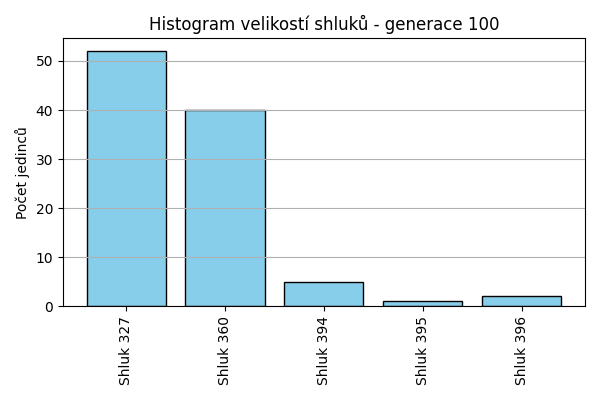 Histogram velikostí shluků - generace 100
Počet jedinců
50
40
30
20
10
0
Shluk 327
Shluk 360
Shluk 394
Shluk 395
Shluk 396